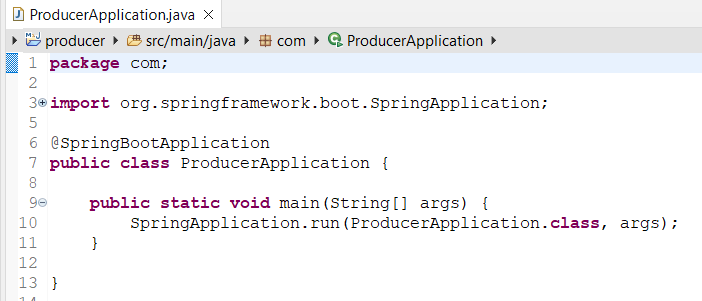 ProducerApplication.java
producer src/main/java com ProducerApplication
1 package com;
2
3 import org.springframework.boot.SpringApplication;
5
6 @SpringBootApplication
7 public class ProducerApplication {
8
9 public static void main(String[] args) {
10 SpringApplication.run(ProducerApplication.class, args);
11 }
12
13 }